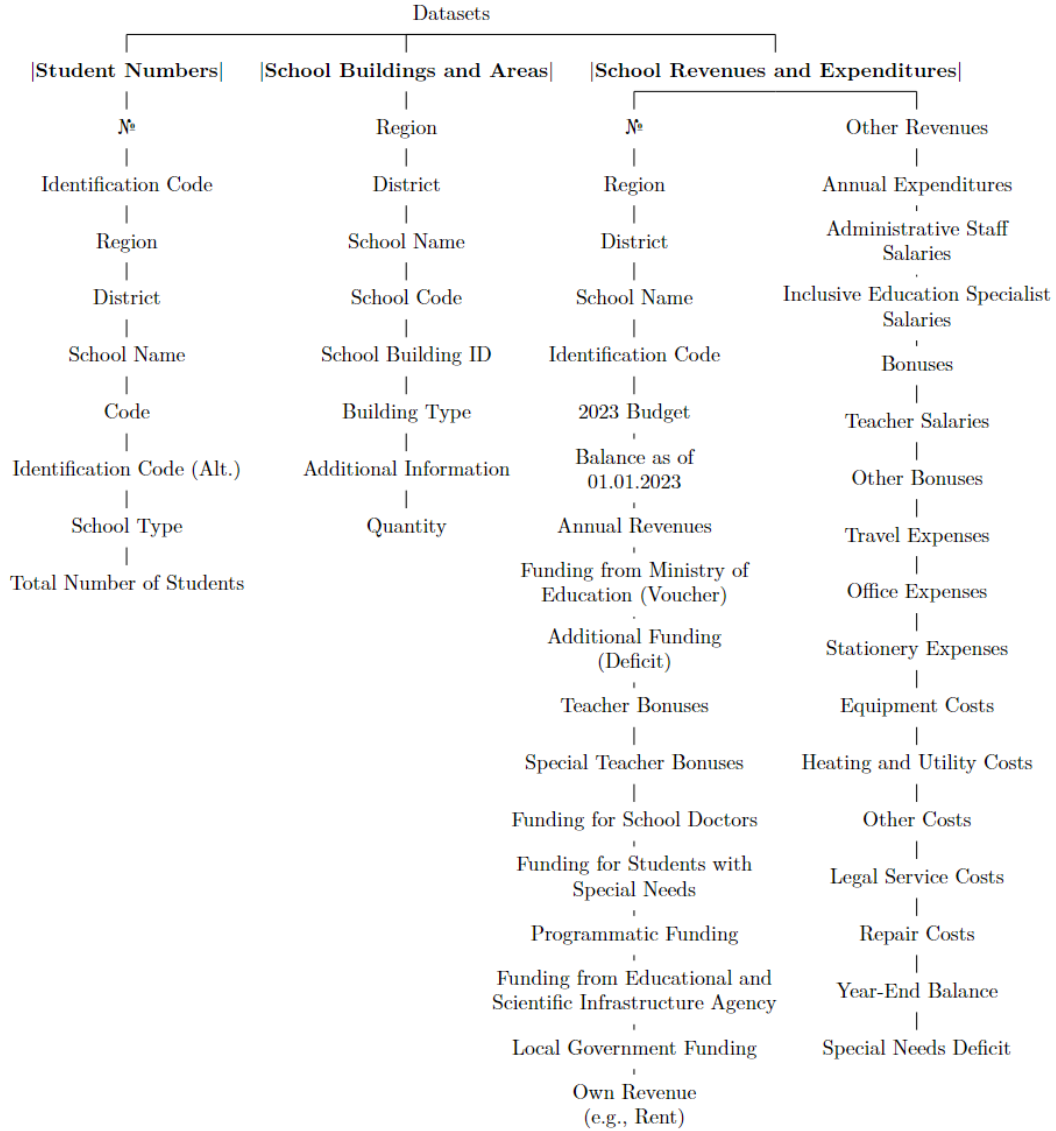 Datasets
|Student Numbers|
№
Identification Code
Region
District
School Name
Code
Identification Code (Alt.)
School Type
Total Number of Students
|School Buildings and Areas|
Region
District
School Name
School Code
School Building ID
Building Type
Additional Information
Quantity
|School Revenues and Expenditures|
№
Region
District
School Name
Identification Code
2023 Budget
Balance as of
01.01.2023
Annual Revenues
Funding from Ministry of
Education (Voucher)
Additional Funding
(Deficit)
Teacher Bonuses
Special Teacher Bonuses
Funding for School Doctors
Funding for Students with
Special Needs
Programmatic Funding
Funding from Educational and
Scientific Infrastructure Agency
Local Government Funding
Own Revenue
(e.g., Rent)
Other Revenues
Annual Expenditures
Administrative Staff
Salaries
Inclusive Education Specialist
Salaries
Bonuses
Teacher Salaries
Other Bonuses
Travel Expenses
Office Expenses
Stationery Expenses
Equipment Costs
Heating and Utility Costs
Other Costs
Legal Service Costs
Repair Costs
Year-End Balance
Special Needs Deficit